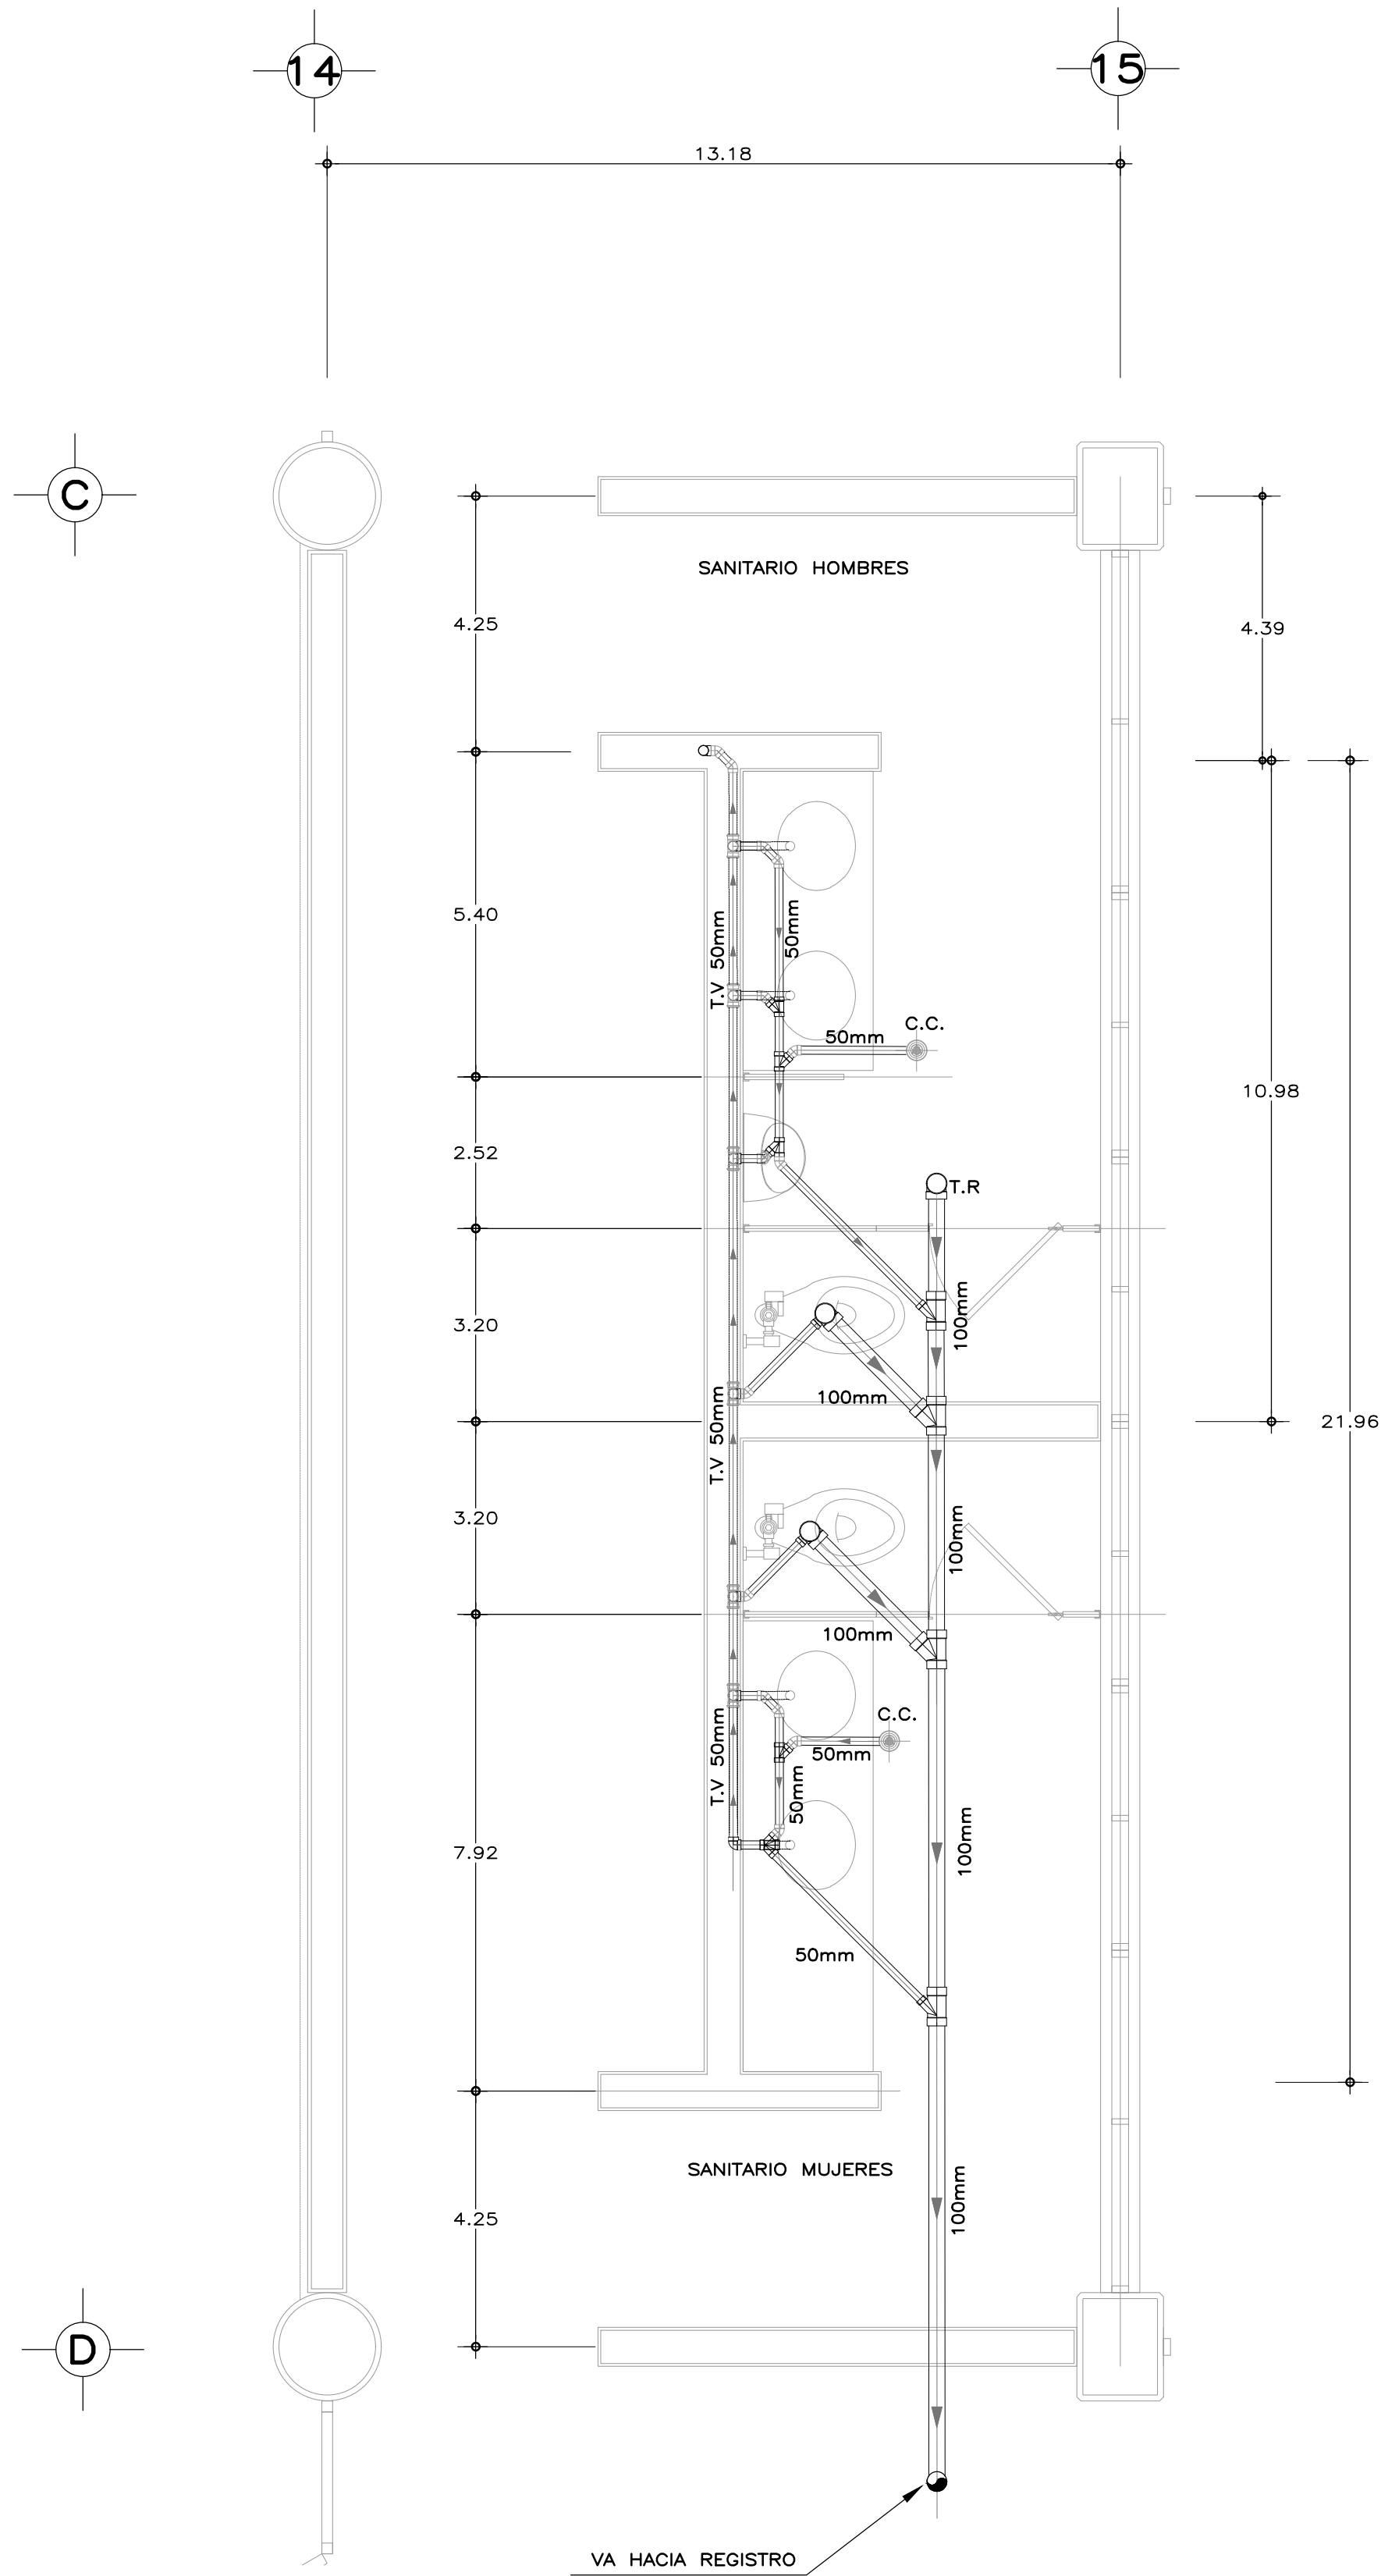 14
15
13.18
C
SANITARIO HOMBRES
4.25
4.39
5.40
T.V 50mm
50mm
C.C.
50mm
10.98
2.52
T.R
100mm
3.20
100mm
21.96
T.V 50mm
3.20
100mm
100mm
C.C.
T.V 50mm
50mm
50mm
100mm
7.92
50mm
SANITARIO MUJERES
100mm
4.25
D
VA HACIA REGISTRO